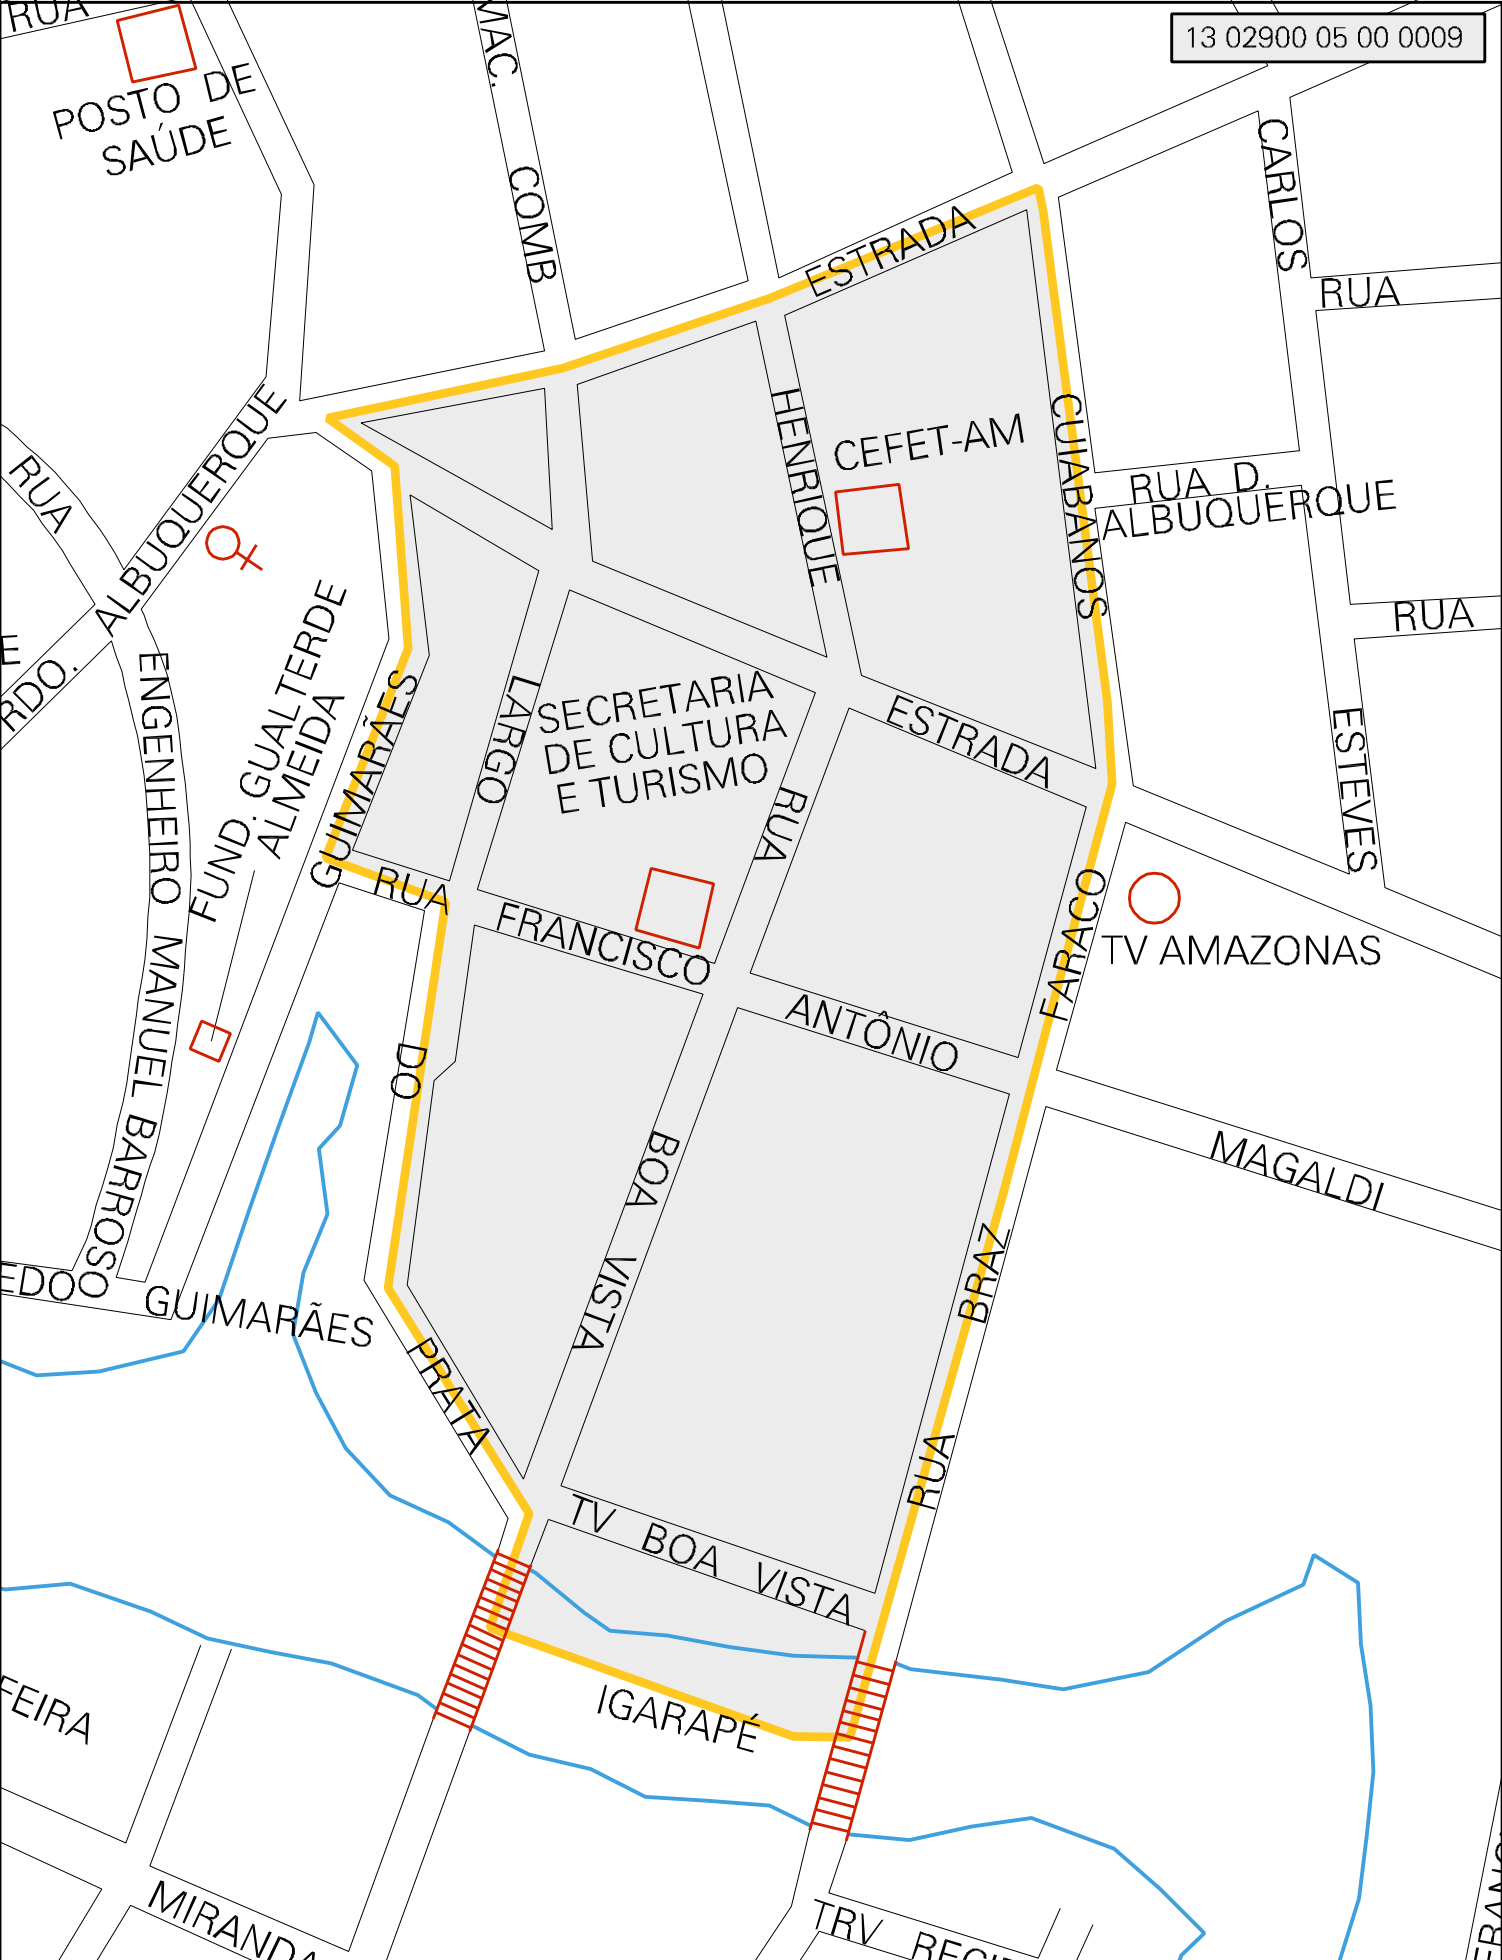 RUA
MAC.
13 02900 05 00 0009
POSTO DE
SAÚDE
COMB
CARLOS
ESTRADA
RUA
HENRIQUE
CEFET-AM
CUIABANOS
RUA D.
ALBUQUERQUE
RUA
ALBUQUERQUE
RUA
E
RDO.
ENGENHEIRO MANUEL BARROSO
FUND. GUALTERDE
ALMEIDA
GUIMARÃES
LARGO
SECRETARIA
DE CULTURA
E TURISMO
ESTRADA
RUA
ESTEVES
RUA
FRANCISCO
ANTÔNIO
FARACO
TV AMAZONAS
DO
BOA VISTA
MAGALDI
EDO
GUIMARÃES
PRATA
RUA BRAZ
TV BOA VISTA
IGARAPÉ
FEIRA
MIRANDA
TRV